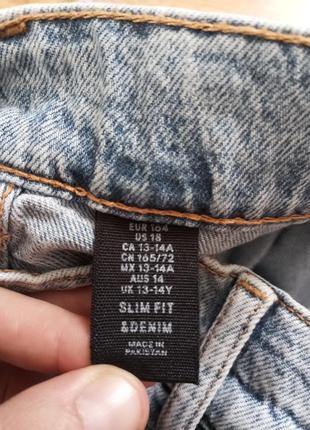 EUR 164
US 18
CA 13-14A
CN 165/72
MX 13-14A
AUS 14
UK 13-14Y
SLIM FIT
&DENIM
MADE IN
PAKISTAN